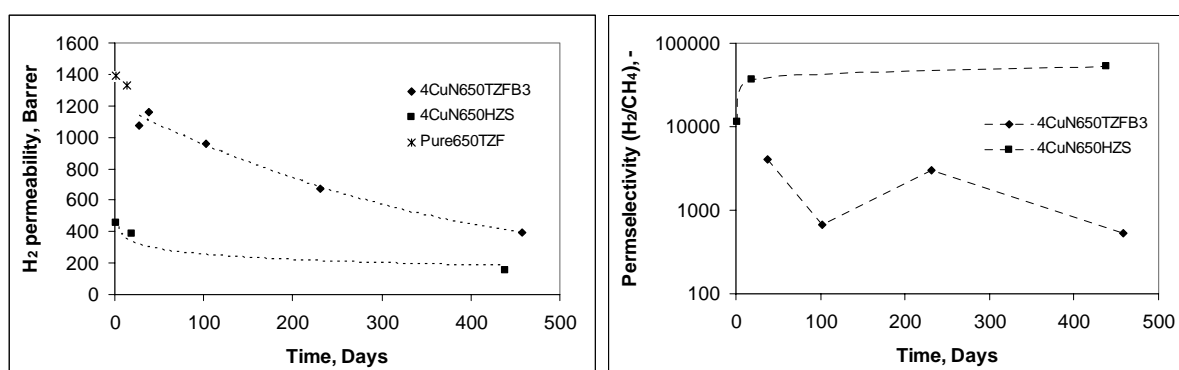 1600
1400
1200
1000
800
600
400
200
0
H2 permeability, Barrer
4CuN650TZFB3
4CuN650HZS
Pure650TZF
0 100 200 300 400 500
Time, Days
100000
10000
1000
100
Permselectivity (H2/CH4), -
4CuN650TZFB3
4CuN650HZS
0 100 200 300 400 500
Time, Days